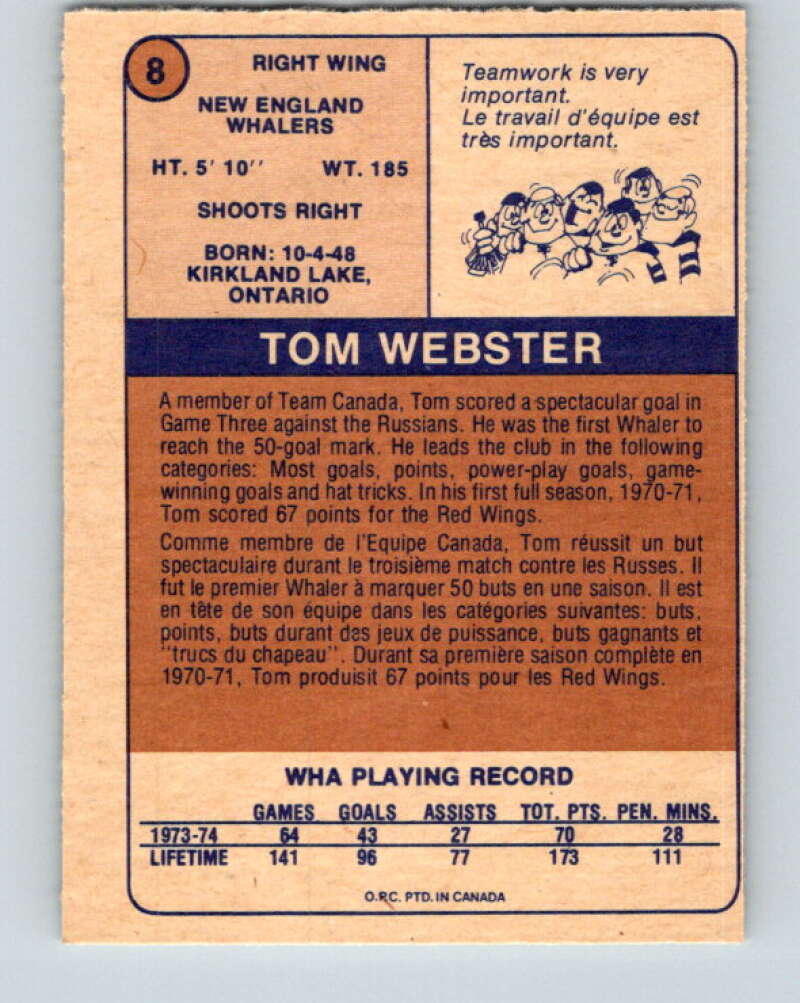 8
RIGHT WING
NEW ENGLAND
WHALERS
HT. 5' 10'' WT. 185
SHOOTS RIGHT
BORN: 10-4-48
KIRKLAND LAKE,
ONTARIO
Teamwork is very
important.
Le travail d'équipe est
très important.
TOM WEBSTER
A member of Team Canada, Tom scored a spectacular goal in
Game Three against the Russians. He was the first Whaler to
reach the 50-goal mark. He leads the club in the following
categories: Most goals, points, power-play goals, game-
winning goals and hat tricks. In his first full season, 1970-71,
Tom scored 67 points for the Red Wings.
Comme membre de l'Equipe Canada, Tom réussit un but
spectaculaire durant le troisième match contre les Russes. Il
fut le premier Whaler à marquer 50 buts en une saison. Il est
en tête de son équipe dans les catégories suivantes: buts,
points, buts durant des jeux de puissance, buts gagnants et
"trucs du chapeau". Durant sa première saison complète en
1970-71, Tom produisit 67 points pour les Red Wings.
WHA PLAYING RECORD
GAMES GOALS ASSISTS TOT. PTS. PEN. MINS.
1973-74 64 43 27 70 28
LIFETIME 141 96 77 173 111
O.P.C. PTD. IN CANADA